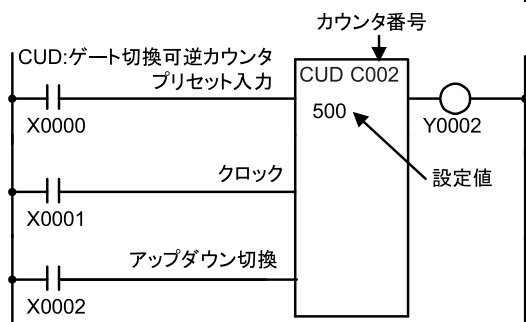 カウンタ番号
CUD:ゲート切換可逆カウンタ
プリセット入力
CUD C002
500
X0000
Y0002
クロック
設定値
X0001
アップダウン切換
X0002